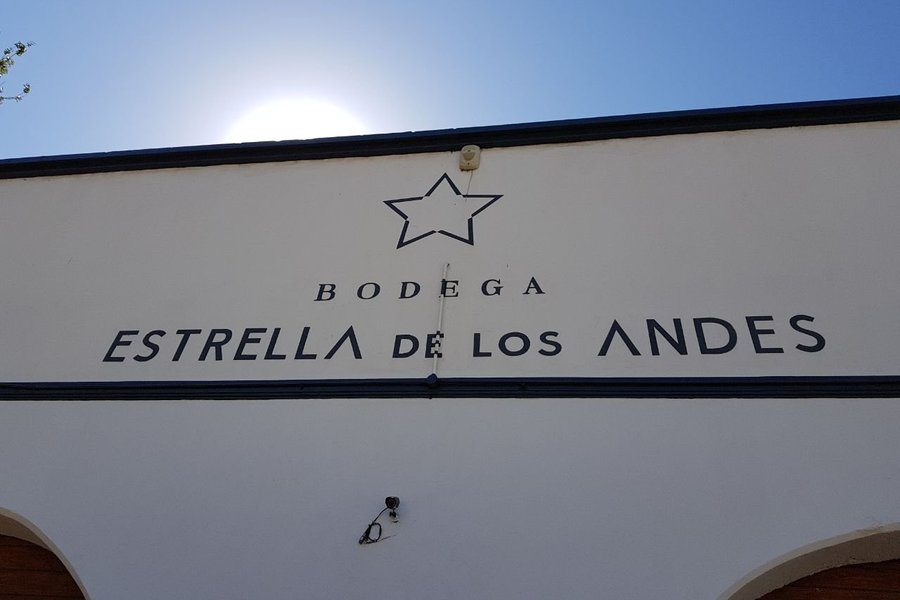 BODEGA
ESTRELLA DE LOS ANDES